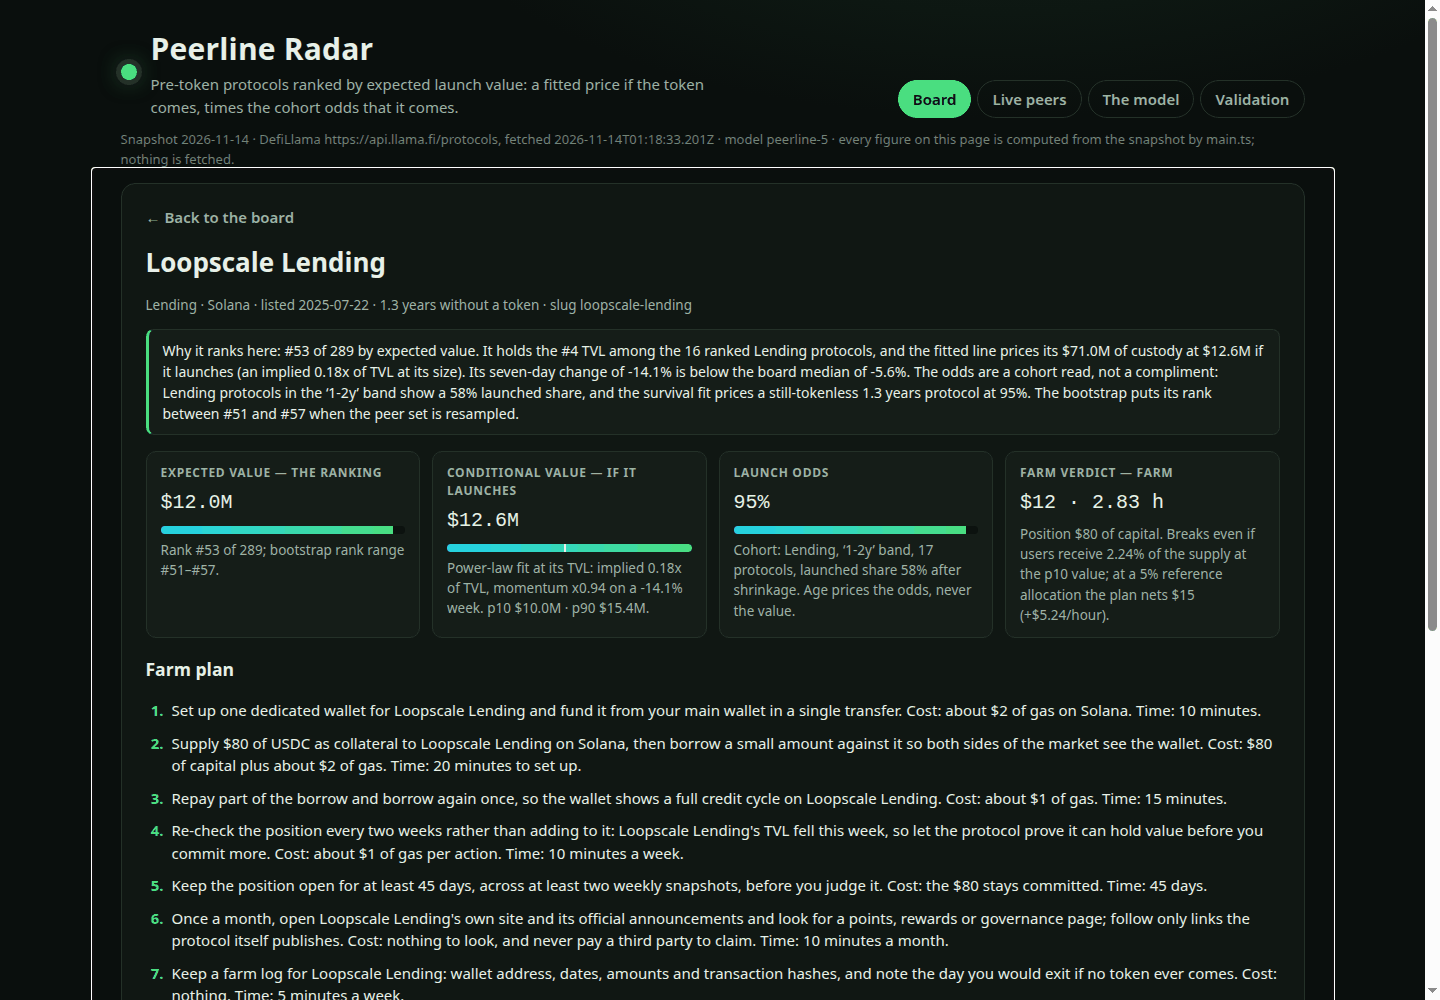 Peerline Radar
Pre-token protocols ranked by expected launch value: a fitted price if the token
comes, times the cohort odds that it comes.
Board
Live peers
The model
Validation
Snapshot 2026-11-14 · DefiLlama https://api.llama.fi/protocols, fetched 2026-11-14T01:18:33.201Z · model peerline-5 · every figure on this page is computed from the snapshot by main.ts;
nothing is fetched.
← Back to the board
Loopscale Lending
Lending · Solana · listed 2025-07-22 · 1.3 years without a token · slug loopscale-lending
Why it ranks here: #53 of 289 by expected value. It holds the #4 TVL among the 16 ranked Lending protocols, and the fitted line prices its $71.0M of custody at $12.6M if
it launches (an implied 0.18x of TVL at its size). Its seven-day change of -14.1% is below the board median of -5.6%. The odds are a cohort read, not a compliment:
Lending protocols in the ‘1-2y’ band show a 58% launched share, and the survival fit prices a still-tokenless 1.3 years protocol at 95%. The bootstrap puts its rank
between #51 and #57 when the peer set is resampled.
EXPECTED VALUE — THE RANKING
$12.0M
Rank #53 of 289; bootstrap rank range
#51–#57.
CONDITIONAL VALUE — IF IT
LAUNCHES
$12.6M
Power-law fit at its TVL: implied 0.18x
of TVL, momentum x0.94 on a -14.1%
week. p10 $10.0M · p90 $15.4M.
LAUNCH ODDS
95%
Cohort: Lending, ‘1-2y’ band, 17
protocols, launched share 58% after
shrinkage. Age prices the odds, never
the value.
FARM VERDICT — FARM
$12 · 2.83 h
Position $80 of capital. Breaks even if
users receive 2.24% of the supply at
the p10 value; at a 5% reference
allocation the plan nets $15
(+$5.24/hour).
Farm plan
1. Set up one dedicated wallet for Loopscale Lending and fund it from your main wallet in a single transfer. Cost: about $2 of gas on Solana. Time: 10 minutes.
2. Supply $80 of USDC as collateral to Loopscale Lending on Solana, then borrow a small amount against it so both sides of the market see the wallet. Cost: $80
of capital plus about $2 of gas. Time: 20 minutes to set up.
3. Repay part of the borrow and borrow again once, so the wallet shows a full credit cycle on Loopscale Lending. Cost: about $1 of gas. Time: 15 minutes.
4. Re-check the position every two weeks rather than adding to it: Loopscale Lending's TVL fell this week, so let the protocol prove it can hold value before you
commit more. Cost: about $1 of gas per action. Time: 10 minutes a week.
5. Keep the position open for at least 45 days, across at least two weekly snapshots, before you judge it. Cost: the $80 stays committed. Time: 45 days.
6. Once a month, open Loopscale Lending's own site and its official announcements and look for a points, rewards or governance page; follow only links the
protocol itself publishes. Cost: nothing to look, and never pay a third party to claim. Time: 10 minutes a month.
7. Keep a farm log for Loopscale Lending: wallet address, dates, amounts and transaction hashes, and note the day you would exit if no token ever comes. Cost:
nothing. Time: 5 minutes a week.